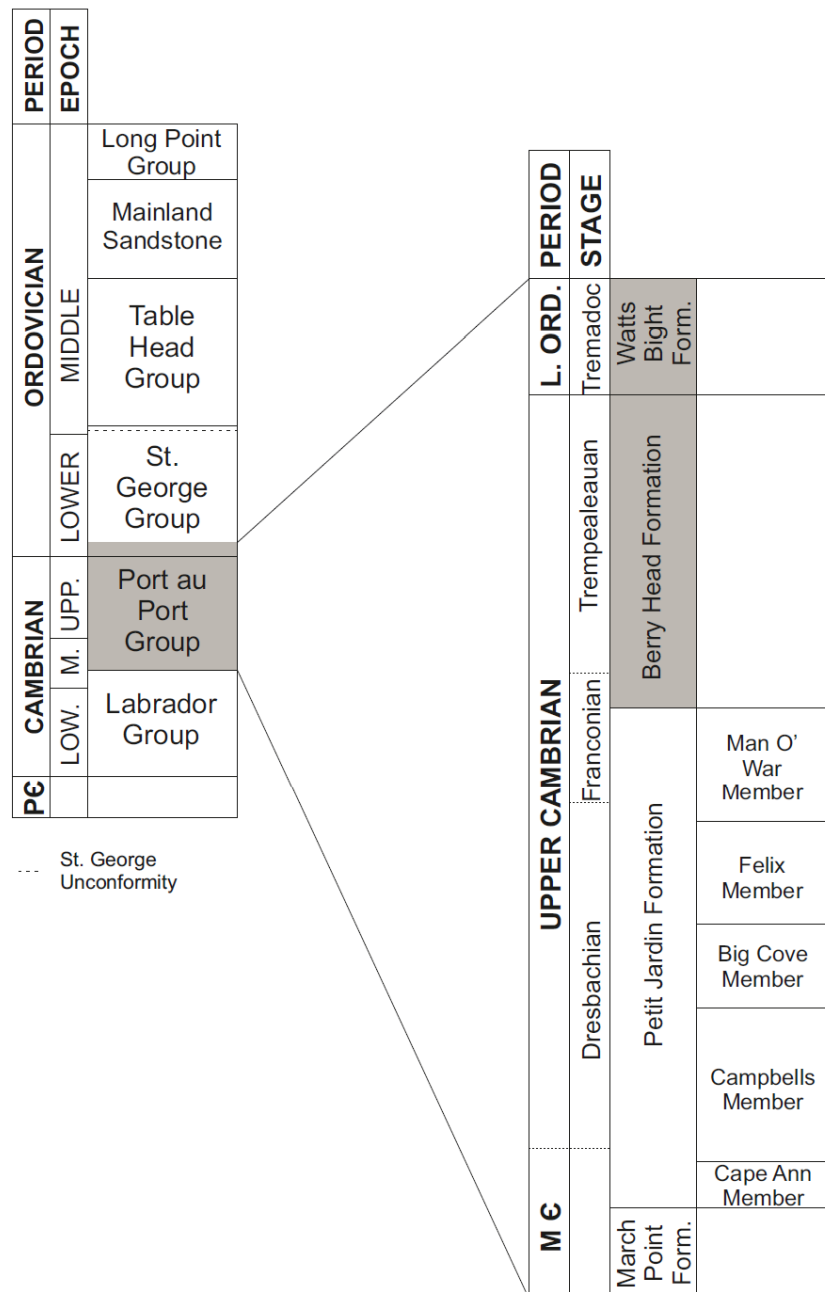 PERIOD
EPOCH
ORDOVICIAN
MIDDLE
LOWER
CAMBRIAN
UPP.
M.
LOW.
PЄ
Long Point
Group
Mainland
Sandstone
Table
Head
Group
St.
George
Group
Port au
Port
Group
Labrador
Group
--- St. George
Unconformity
PERIOD
STAGE
L. ORD.
UPPER CAMBRIAN
M Є
Tremadoc
Trempealeauan
Franconian
Dresbachian
Watts
Bight
Form.
Berry Head Formation
Petit Jardin Formation
March
Point
Form.
Man O’
War
Member
Felix
Member
Big Cove
Member
Campbells
Member
Cape Ann
Member